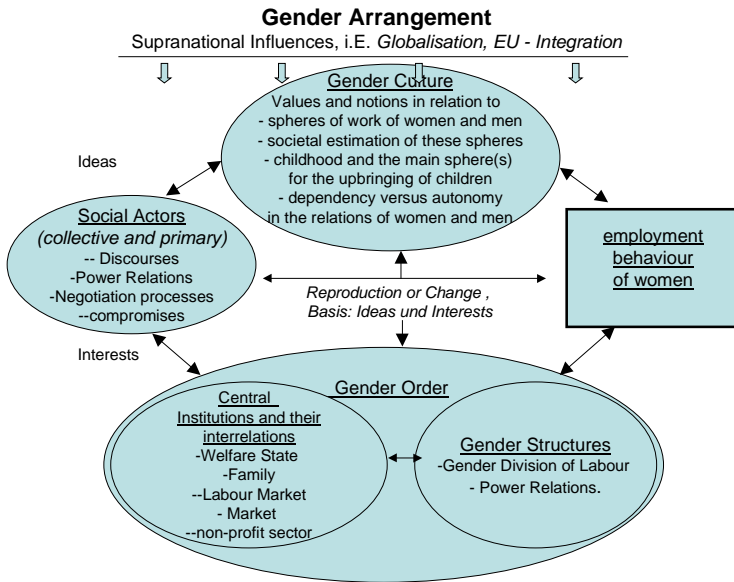 Gender Arrangement
Supranational Influences, i.E. Globalisation, EU - Integration
Gender Culture
Values and notions in relation to
- spheres of work of women and men
- societal estimation of these spheres
- childhood and the main sphere(s)
for the upbringing of children
- dependency versus autonomy
in the relations of women and men
Ideas
Social Actors
(collective and primary)
-- Discourses
-Power Relations
-Negotiation processes
--compromises
employment
behaviour
of women
Reproduction or Change ,
Basis: Ideas und Interests
Interests
Gender Order
Central
Institutions and their
interrelations
-Welfare State
-Family
--Labour Market
- Market
--non-profit sector
Gender Structures
-Gender Division of Labour
- Power Relations.